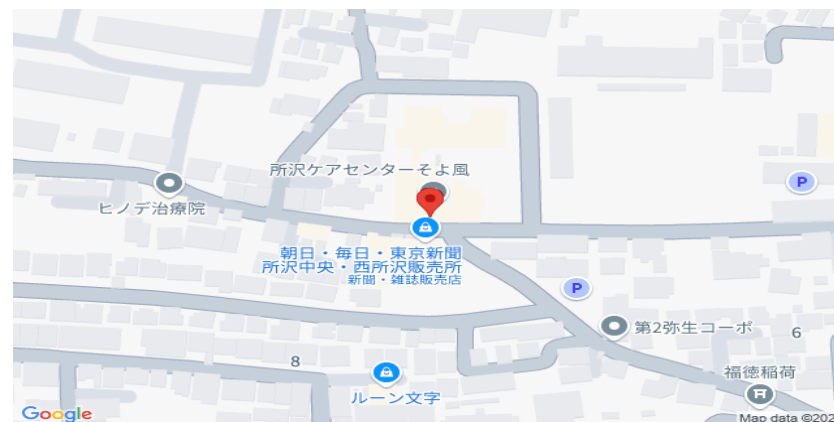 所沢ケアセンターそよ風
P
ヒノデ治療院
朝日・毎日・東京新聞
所沢中央・西所沢販売所
新聞・雑誌販売店
P
第2弥生コーポ
6
8
福徳稲荷
ルーン文字
Google
Map data ©202